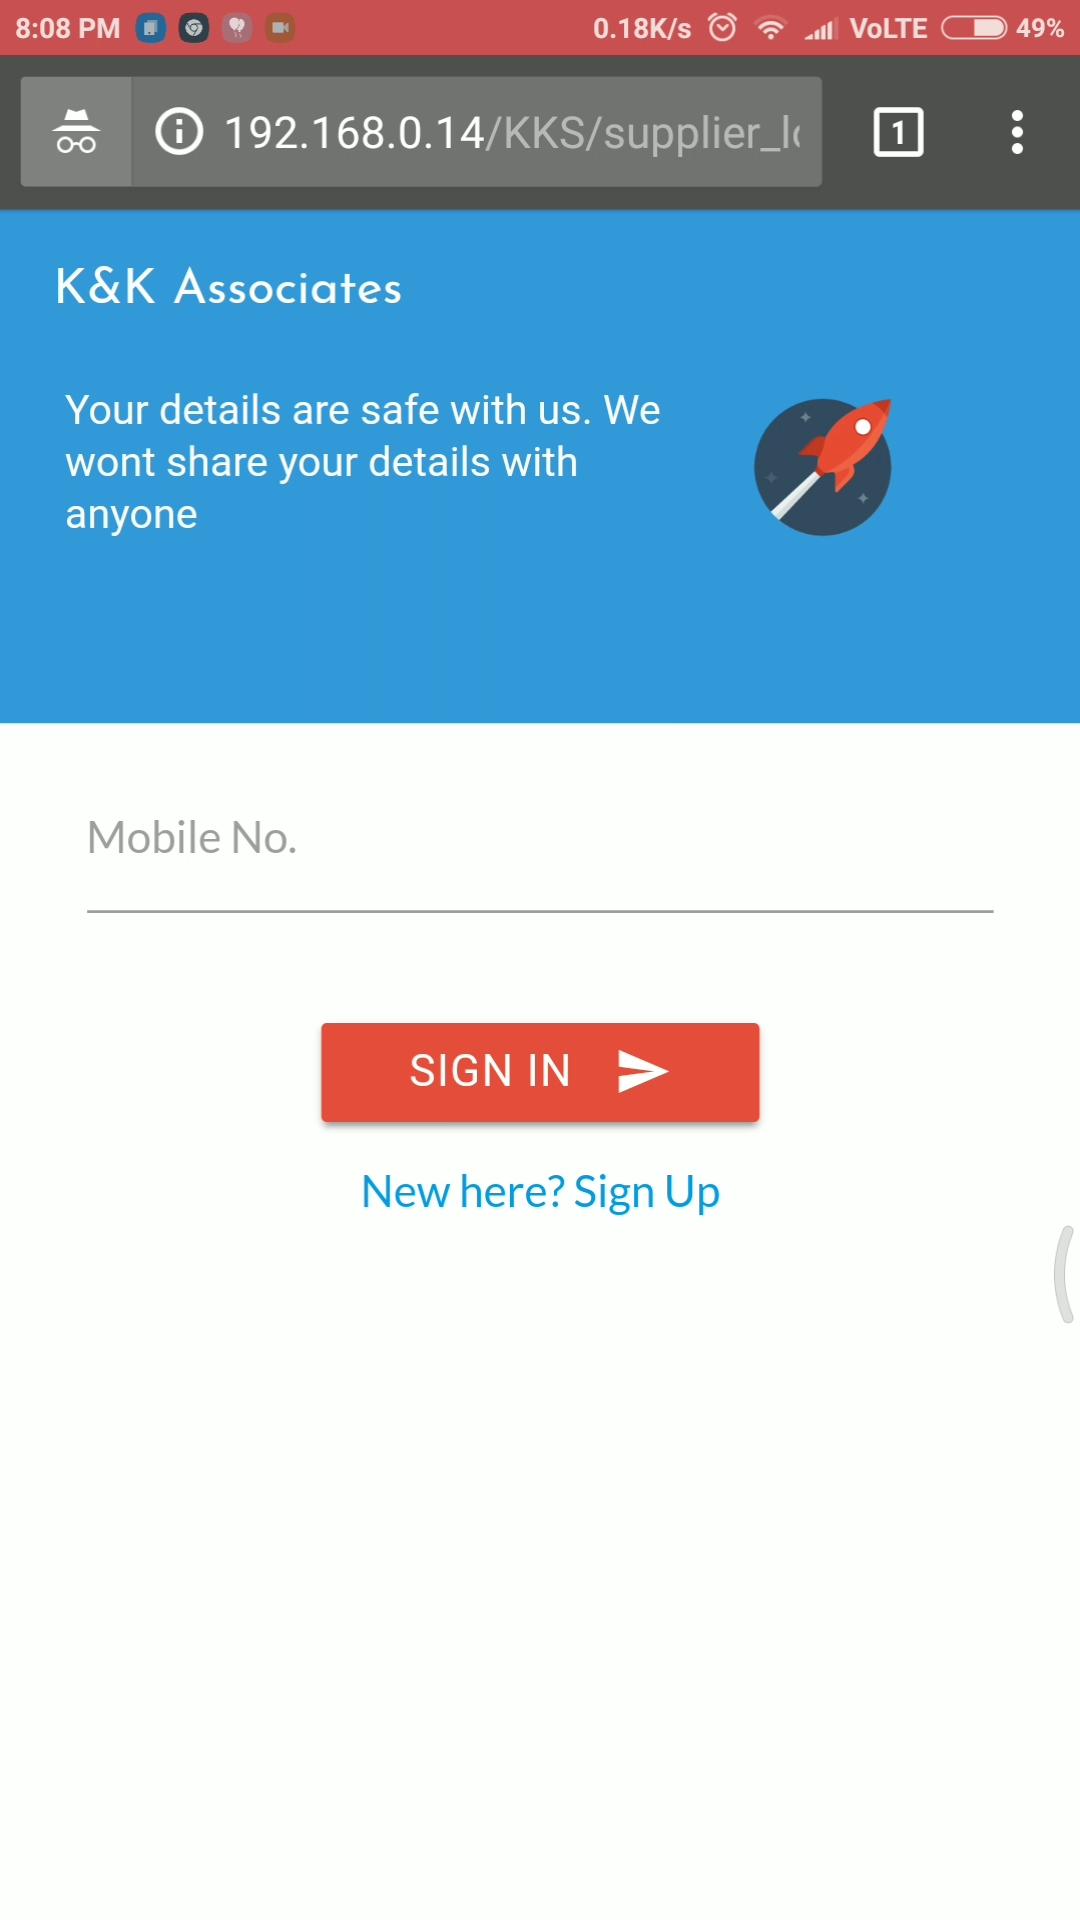 8:08 PM 0.18K/s VoLTE 49%
192.168.0.14/KKS/supplier_l
1
K&K Associates
Your details are safe with us. We
wont share your details with
anyone
Mobile No.
SIGN IN
New here? Sign Up